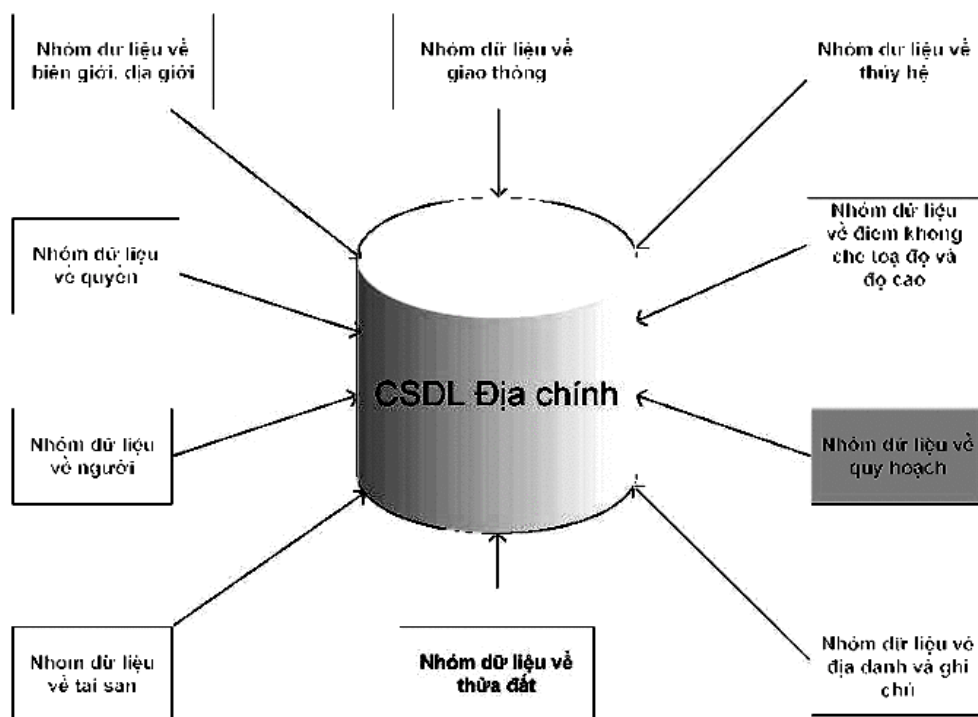 Nhóm dữ liệu về
biên giới, địa giới
Nhóm dữ liệu về
giao thông
Nhóm dữ liệu về
thủy hệ
Nhóm dữ liệu
về quyền
Nhóm dữ liệu
về điểm khống
chế toạ độ và
độ cao
CSDL Địa chính
Nhóm dữ liệu
về người
Nhóm dữ liệu về
quy hoạch
Nhóm dữ liệu
về tài sản
Nhóm dữ liệu về
thửa đất
Nhóm dữ liệu về
địa danh và ghi
chú